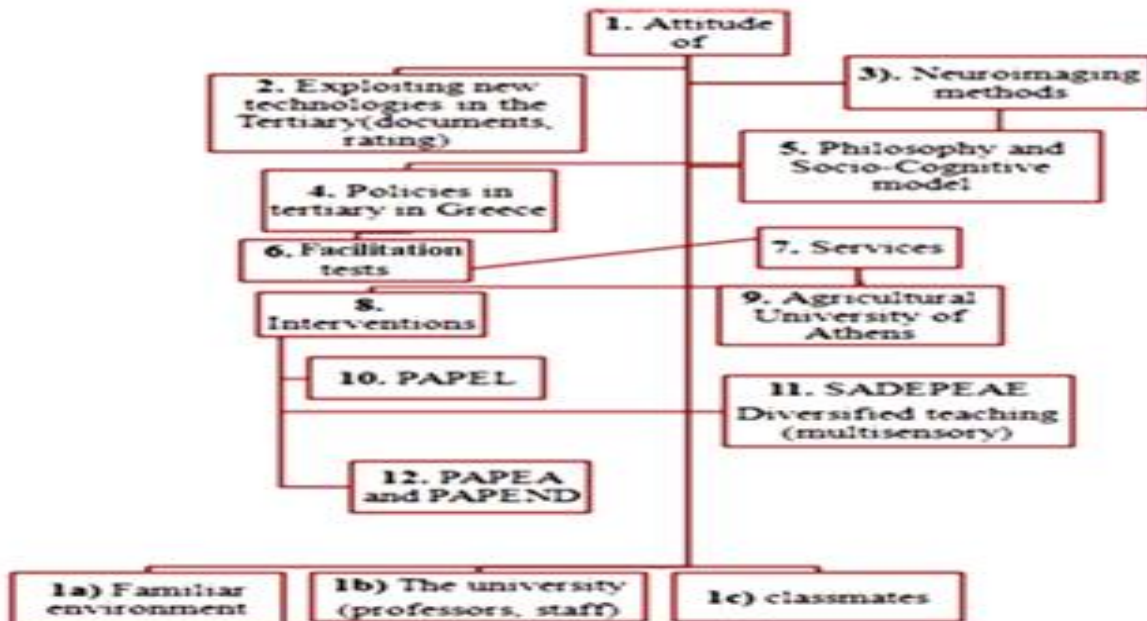 1. Attitude
of
2. Exploiting new
technologies in the
Tertiary(documents,
rating)
3). Neuroimaging
methods
4. Policies in
tertiary in Greece
5. Philosophy and
Socio-Cognitive
model
6. Facilitation
tests
7. Services
8.
Interventions
9. Agricultural
University of
Athens
10. PAPEL
11. SADEPEAE
Diversified teaching
(multisensory)
12. PAPEA
and PAPEND
1a) Familiar
environment
1b) The university
(professors, staff)
1c) classmates